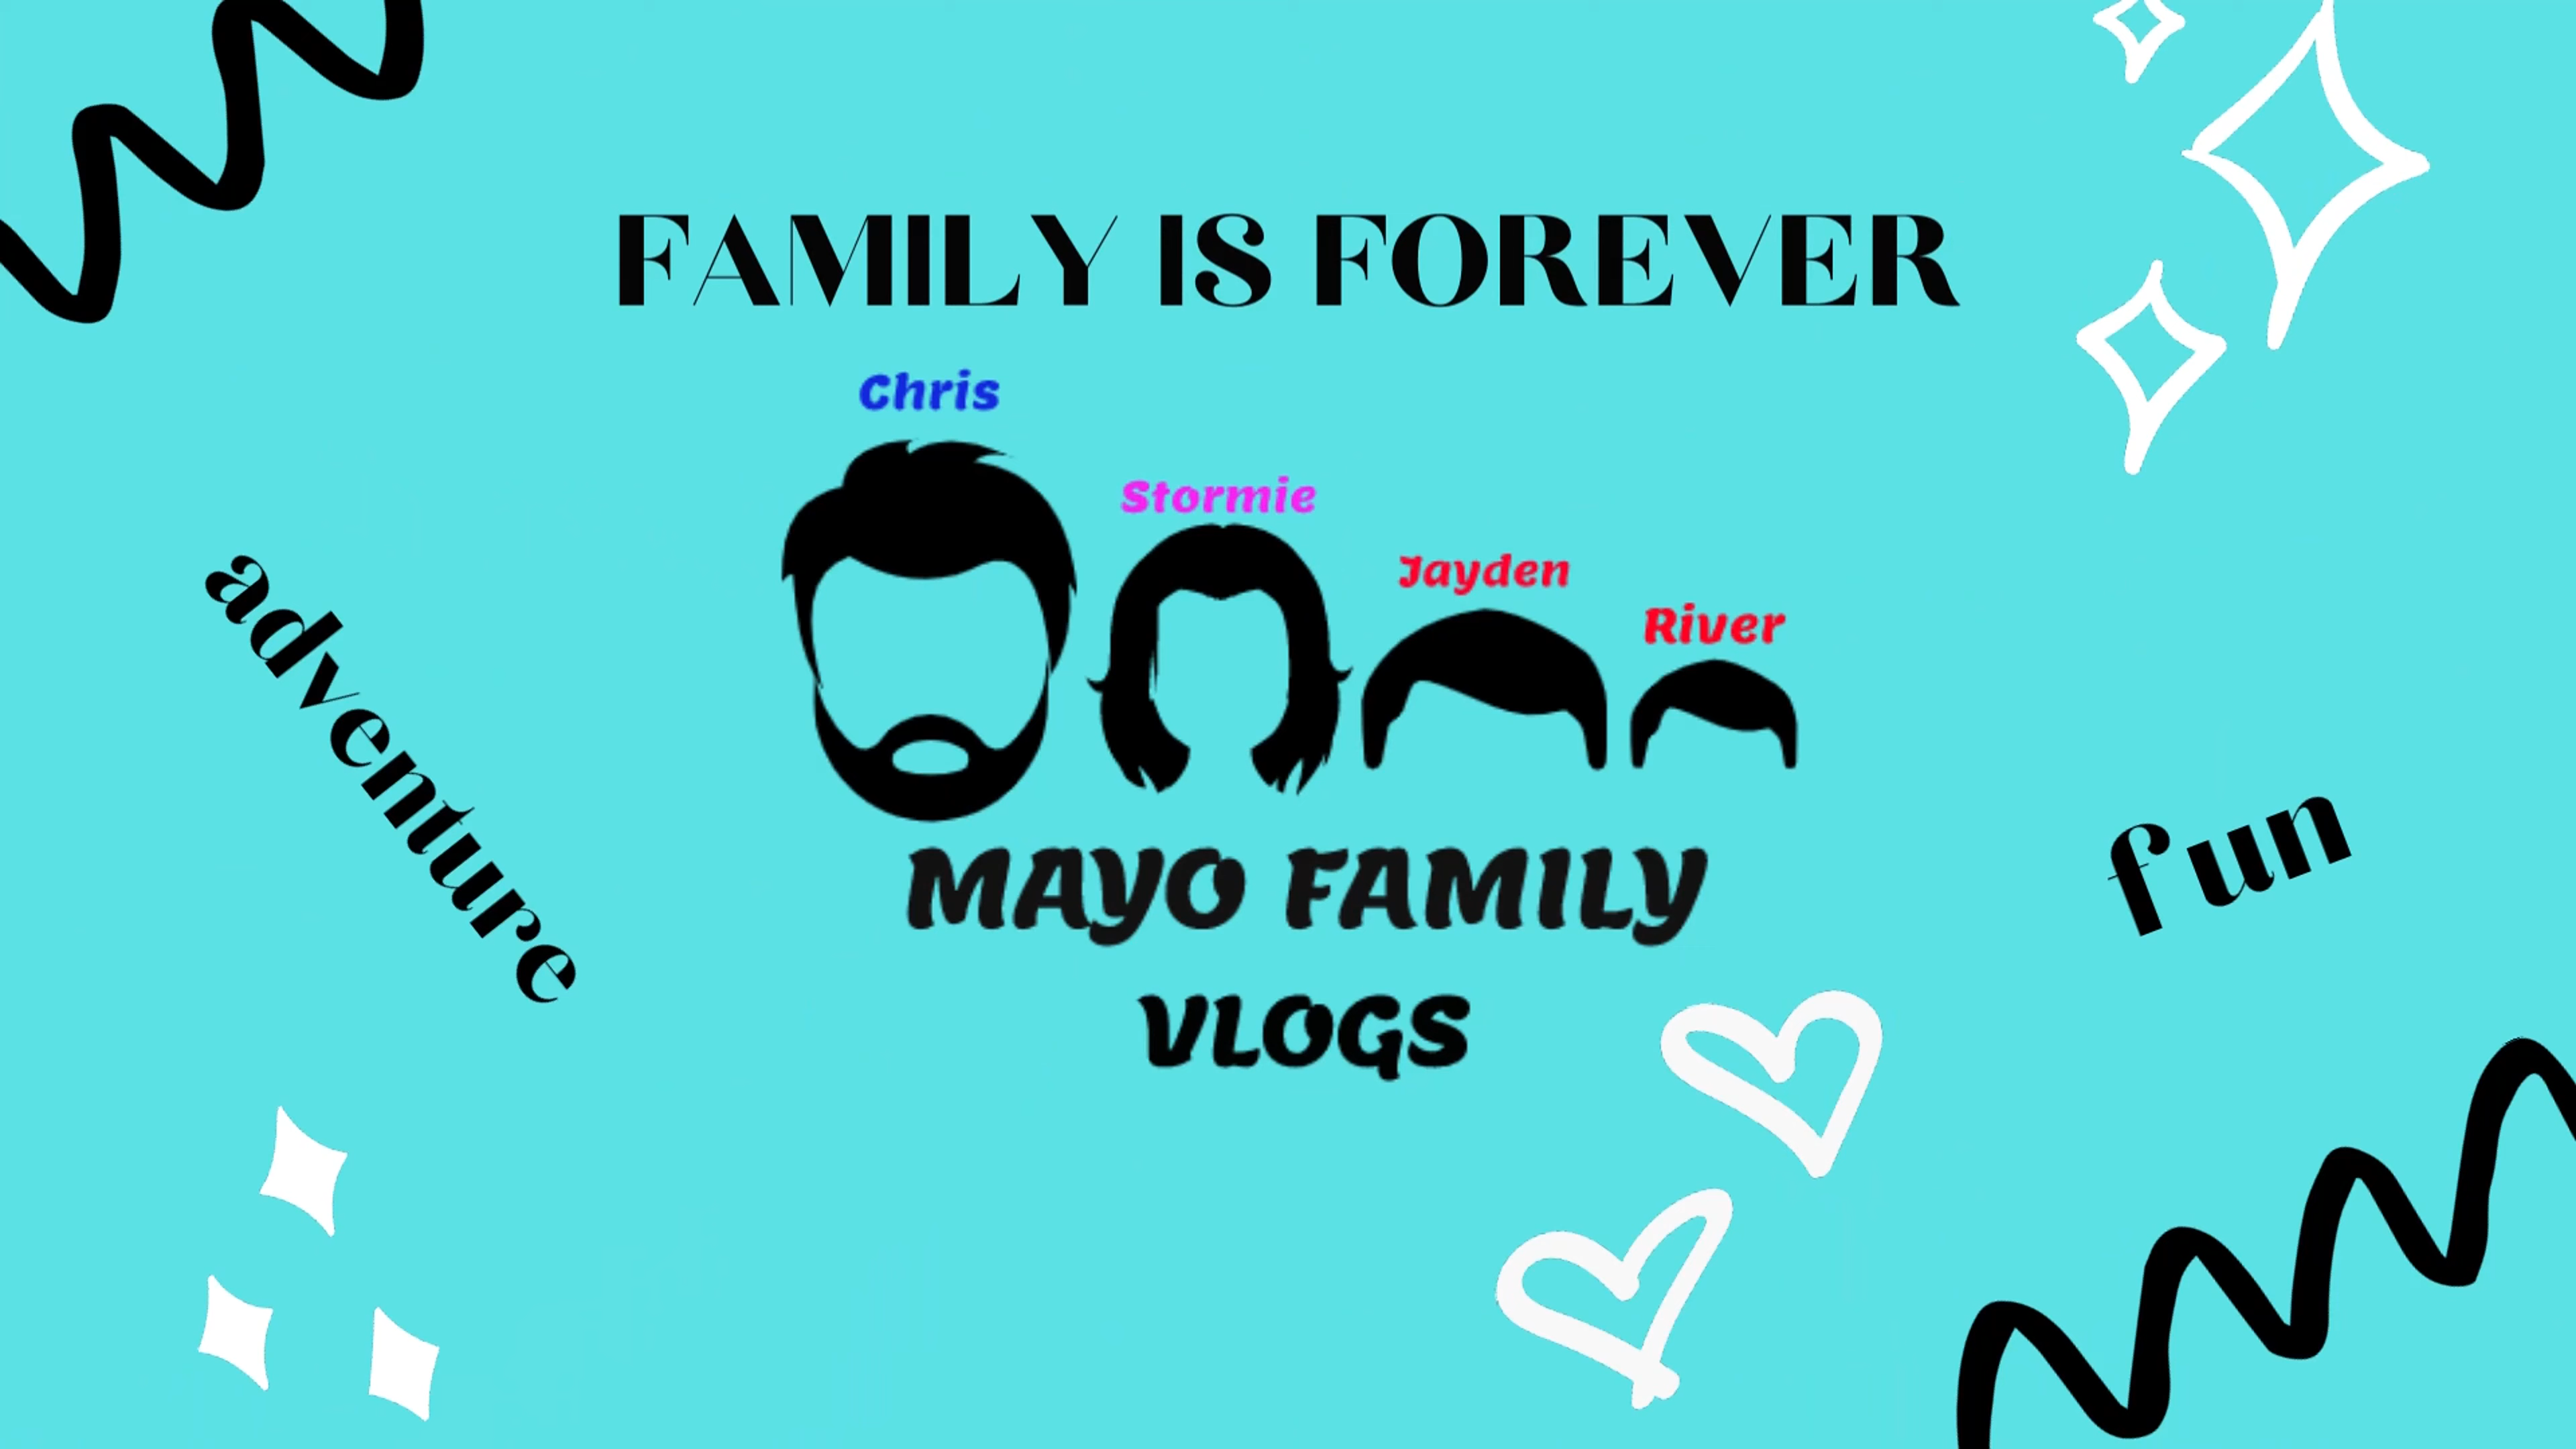 FAMILY IS FOREVER
Chris
Stormie
Jayden
River
adventure
fun
MAYO FAMILY
VLOGS